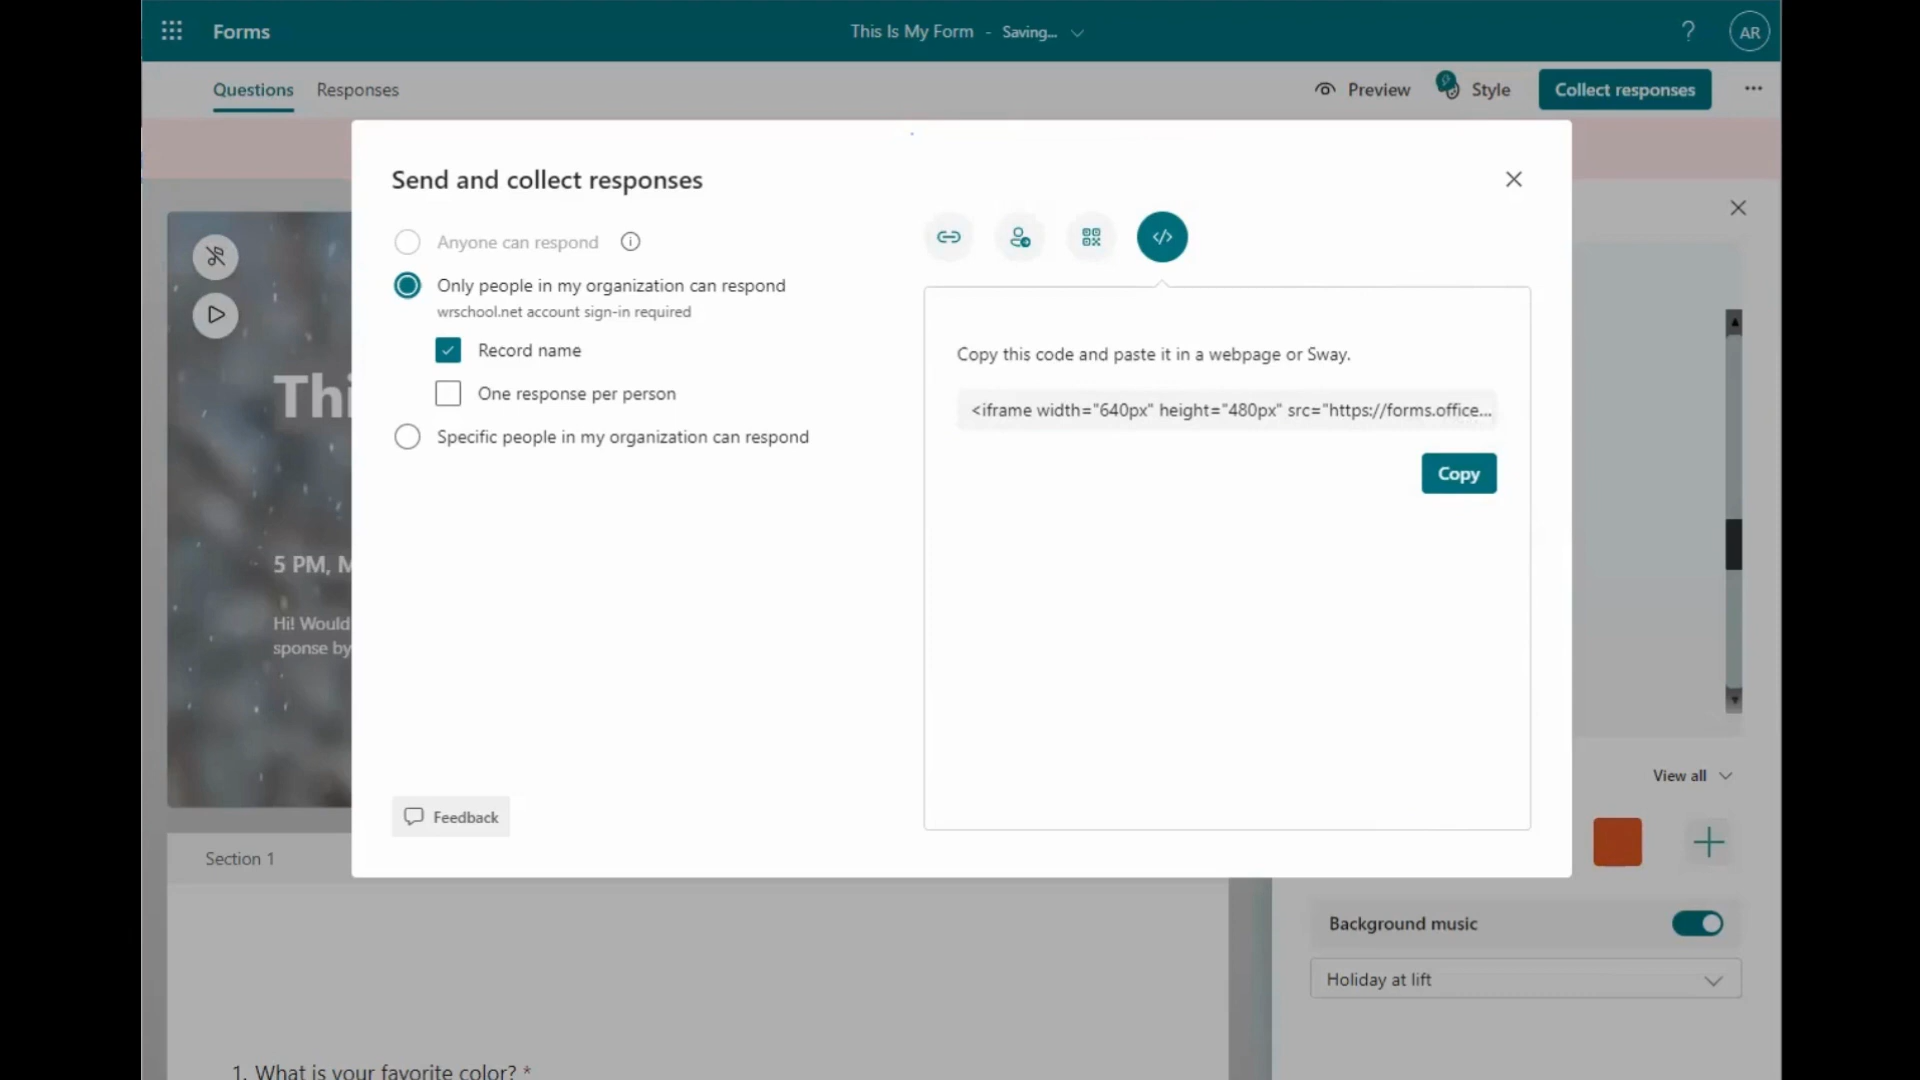 Forms
This Is My Form - Saving...
?
AR
Questions
Responses
Preview
Style
Collect responses
Send and collect responses
Anyone can respond
Only people in my organization can respond
wrschool.net account sign-in required
Record name
One response per person
Specific people in my organization can respond
Feedback
</>
Copy this code and paste it in a webpage or Sway.
<iframe width="640px" height="480px" src="https://forms.office...
Copy
Thi
5 PM, M
Hi! Would
sponse by
Section 1
1. What is your favorite color? *
View all
Background music
Holiday at lift